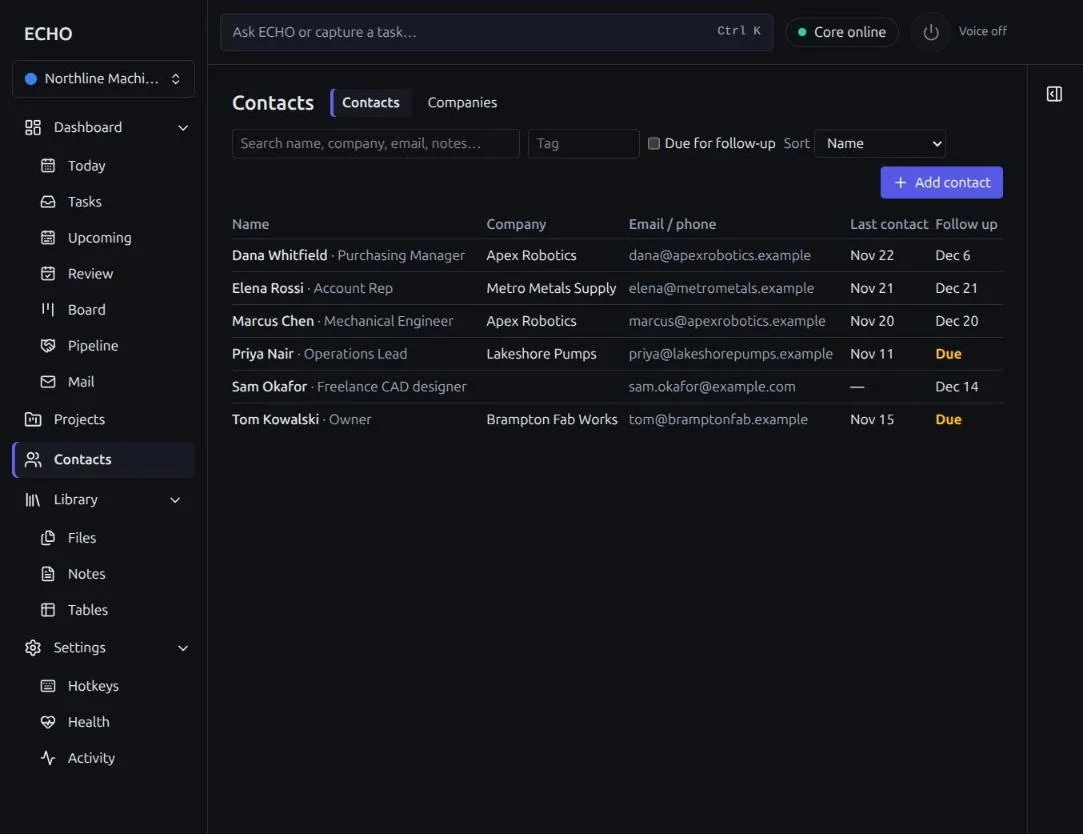 ECHO
Ask ECHO or capture a task… Ctrl K
Core online
Voice off
Northline Machi…
Dashboard
Today
Tasks
Upcoming
Review
Board
Pipeline
Mail
Projects
Contacts
Library
Files
Notes
Tables
Settings
Hotkeys
Health
Activity
Contacts Contacts Companies
Search name, company, email, notes… Tag Due for follow-up Sort Name
+ Add contact
Name Company Email / phone Last contact Follow up
Dana Whitfield · Purchasing Manager Apex Robotics dana@apexrobotics.example Nov 22 Dec 6
Elena Rossi · Account Rep Metro Metals Supply elena@metrometals.example Nov 21 Dec 21
Marcus Chen · Mechanical Engineer Apex Robotics marcus@apexrobotics.example Nov 20 Dec 20
Priya Nair · Operations Lead Lakeshore Pumps priya@lakeshorepumps.example Nov 11 Due
Sam Okafor · Freelance CAD designer sam.okafor@example.com — Dec 14
Tom Kowalski · Owner Brampton Fab Works tom@bramptonfab.example Nov 15 Due